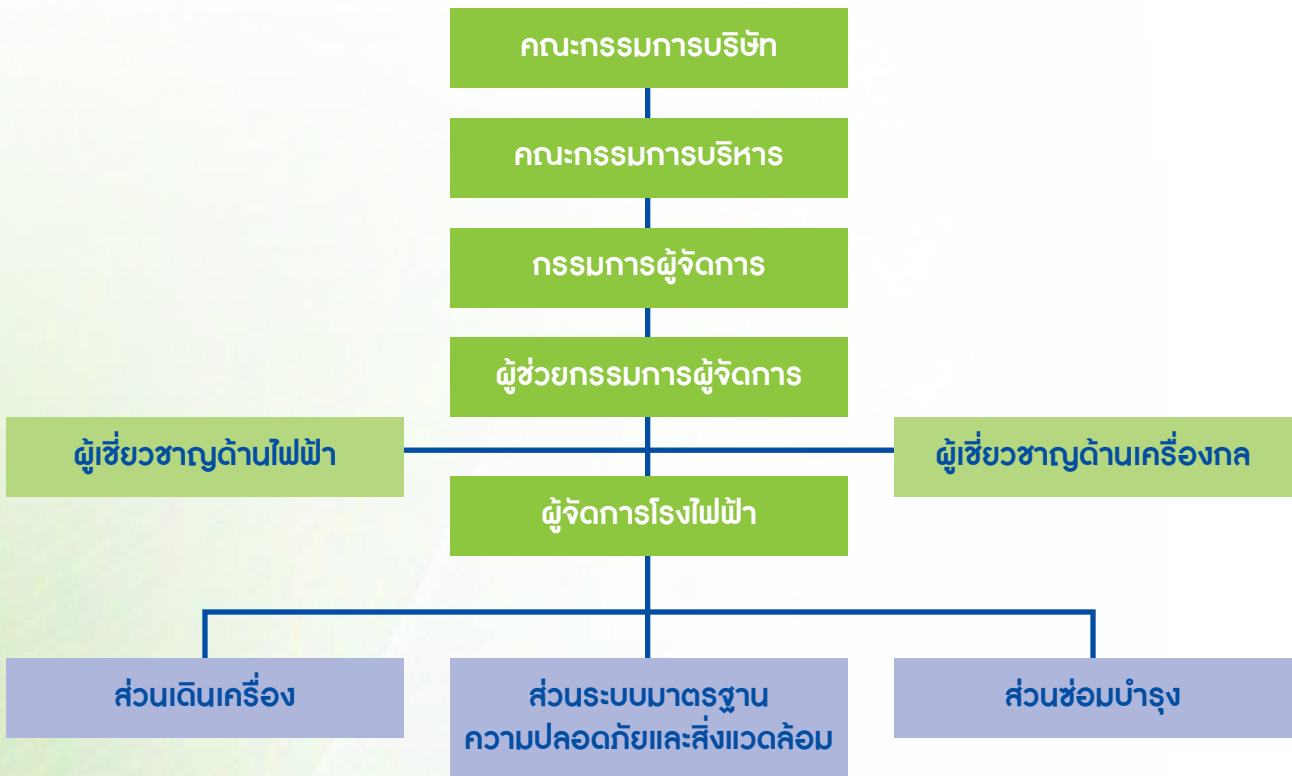 คณะกรรมการบริษัท
คณะกรรมการบริหาร
กรรมการผู้จัดการ
ผู้ช่วยกรรมการผู้จัดการ
ผู้เชี่ยวชาญด้านไฟฟ้า
ผู้เชี่ยวชาญด้านเครื่องกล
ผู้จัดการโรงไฟฟ้า
ส่วนเดินเครื่อง
ส่วนระบบมาตรฐาน
ความปลอดภัยและสิ่งแวดล้อม
ส่วนซ่อมบำรุง